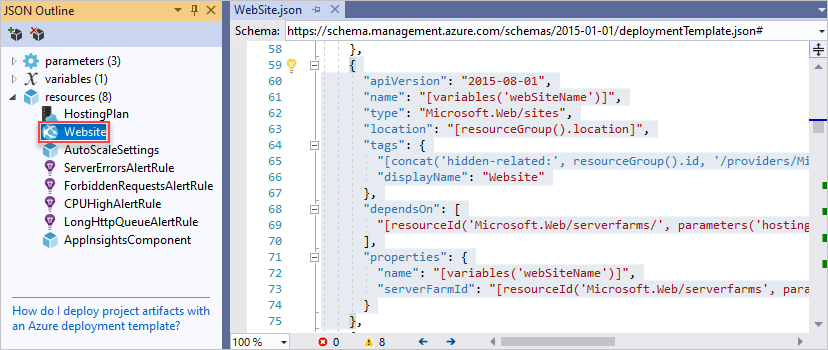 JSON Outline
parameters (3)
variables (1)
resources (8)
HostingPlan
Website
AutoScaleSettings
ServerErrorsAlertRule
ForbiddenRequestsAlertRule
CPUHighAlertRule
LongHttpQueueAlertRule
AppInsightsComponent
How do I deploy project artifacts with
an Azure deployment template?
WebSite.json
Schema: https://schema.management.azure.com/schemas/2015-01-01/deploymentTemplate.json#
58 },
59 {
60 "apiVersion": "2015-08-01",
61 "name": "[variables('webSiteName')]",
62 "type": "Microsoft.Web/sites",
63 "location": "[resourceGroup().location]",
64 "tags": {
65 "[concat('hidden-related:', resourceGroup().id, '/providers/Mi
66 "displayName": "Website"
67 },
68 "dependsOn": [
69 "[resourceId('Microsoft.Web/serverfarms/', parameters('hosting
70 ],
71 "properties": {
72 "name": "[variables('webSiteName')]",
73 "serverFarmId": "[resourceId('Microsoft.Web/serverfarms', para
74 }
75 },
100 % 0 8